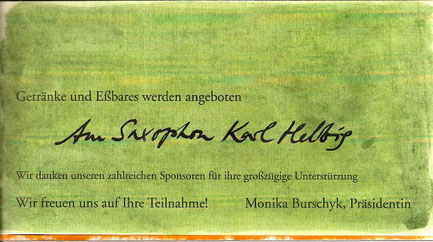 Getränke und Eßbares werden angeboten
Am Saxophon Karl Helbig
Wir danken unseren zahlreichen Sponsoren für ihre großzügige Unterstützung
Wir freuen uns auf Ihre Teilnahme! Monika Burschyk, Präsidentin